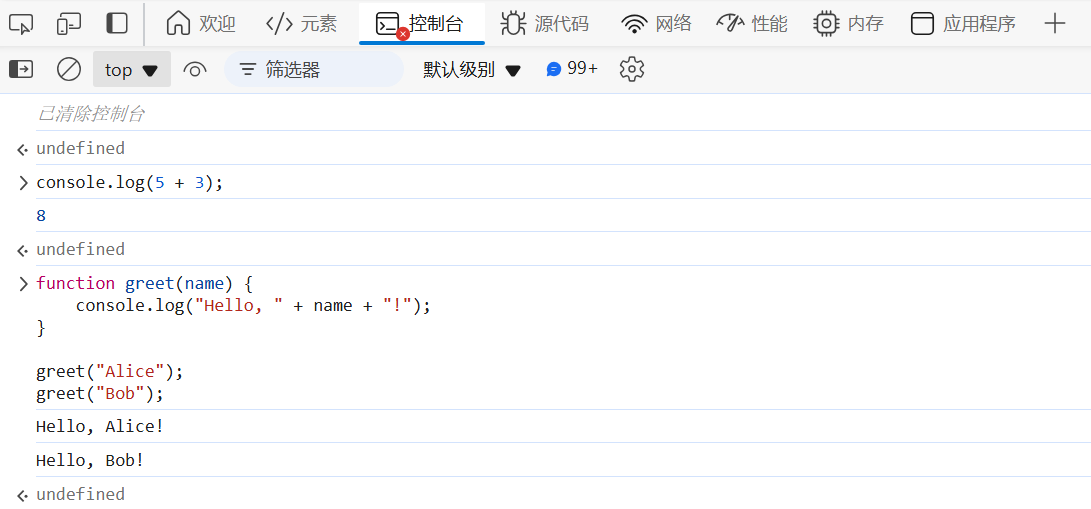 欢迎 元素 控制台 源代码 网络 性能 内存 应用程序
top 筛选器 默认级别 99+
已清除控制台
undefined
console.log(5 + 3);
8
undefined
function greet(name) {
    console.log("Hello, " + name + "!");
}
greet("Alice");
greet("Bob");
Hello, Alice!
Hello, Bob!
undefined